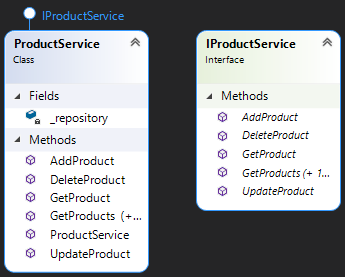 IProductService
ProductService
Class
Fields
_repository
Methods
AddProduct
DeleteProduct
GetProduct
GetProducts (+...
ProductService
UpdateProduct
IProductService
Interface
Methods
AddProduct
DeleteProduct
GetProduct
GetProducts (+ 1...
UpdateProduct